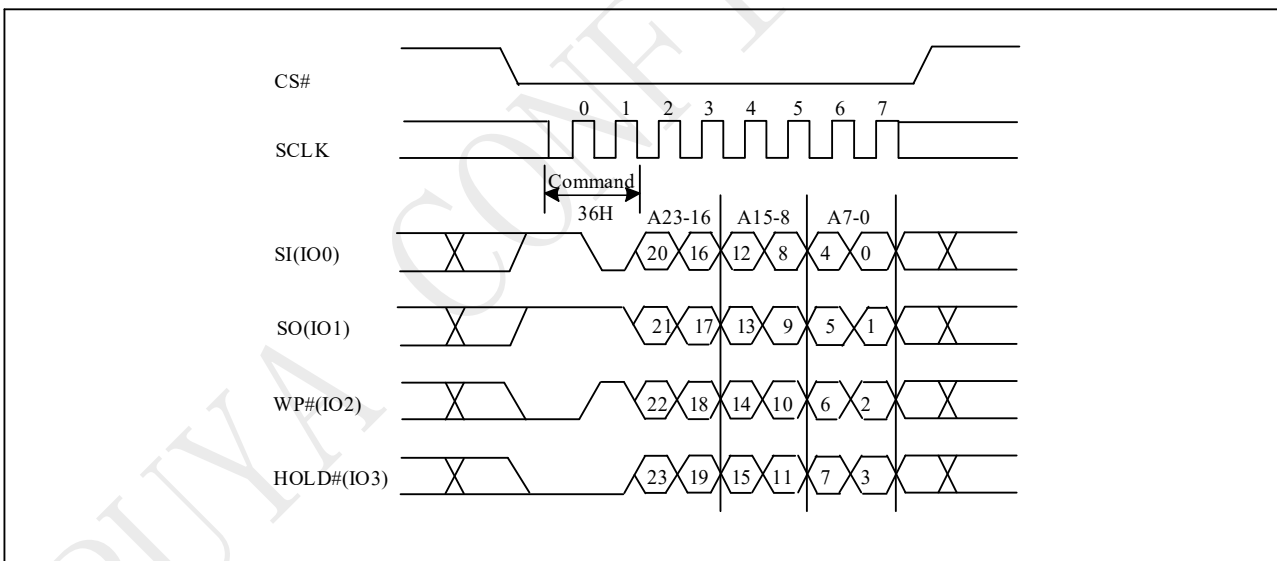 CS#
0 1 2 3 4 5 6 7
SCLK
Command
36H
A23-16 A15-8 A7-0
SI(IO0)
20 16 12 8 4 0
SO(IO1)
21 17 13 9 5 1
WP#(IO2)
22 18 14 10 6 2
HOLD#(IO3)
23 19 15 11 7 3
PUYA CONF